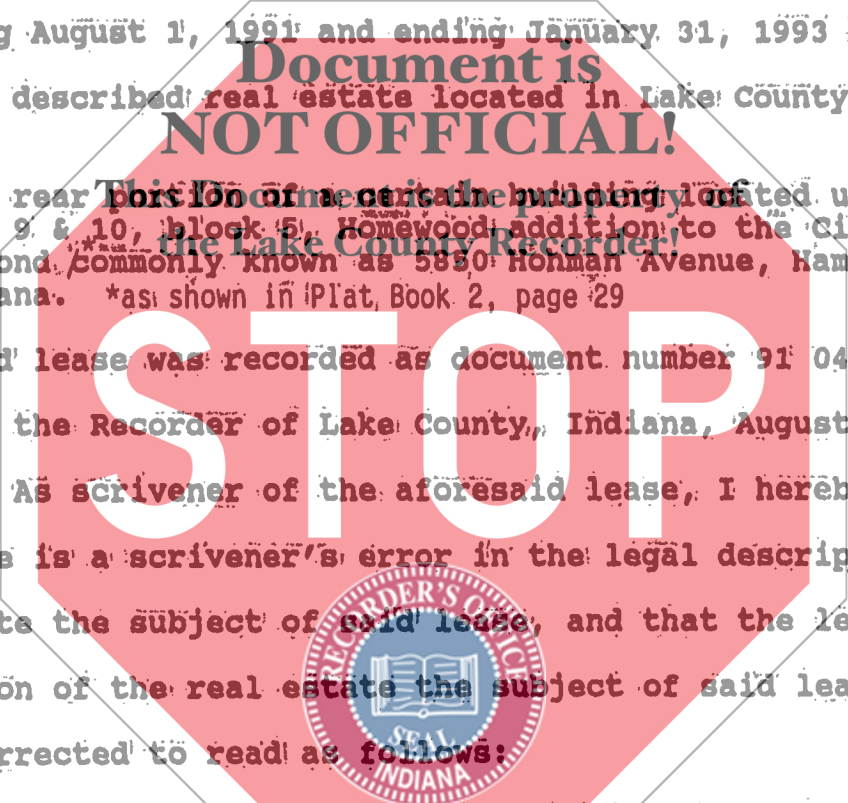 g August 1, 1991 and ending January 31, 1993
Document is
described real estate located in Lake County
NOT OFFICIAL!
rear portion of a certain building located u
This Document is the property of
9 & 10, block 5, Homewood addition to the Ci
the Lake County Recorder!
ond,/commonly known as 5890 Hohman Avenue, Ham
ana. *as shown in Plat Book 2, page 29
STOP
d lease was recorded as document number 91 04
the Recorder of Lake County, Indiana, August
As scrivener of the aforesaid lease, I hereb
e is a scrivener's error in the legal descrip
te the subject of said lease, and that the le
on of the real estate the subject of said lea
rrected to read as follows:
RECORDER'S OFFICE
SEAL
INDIANA